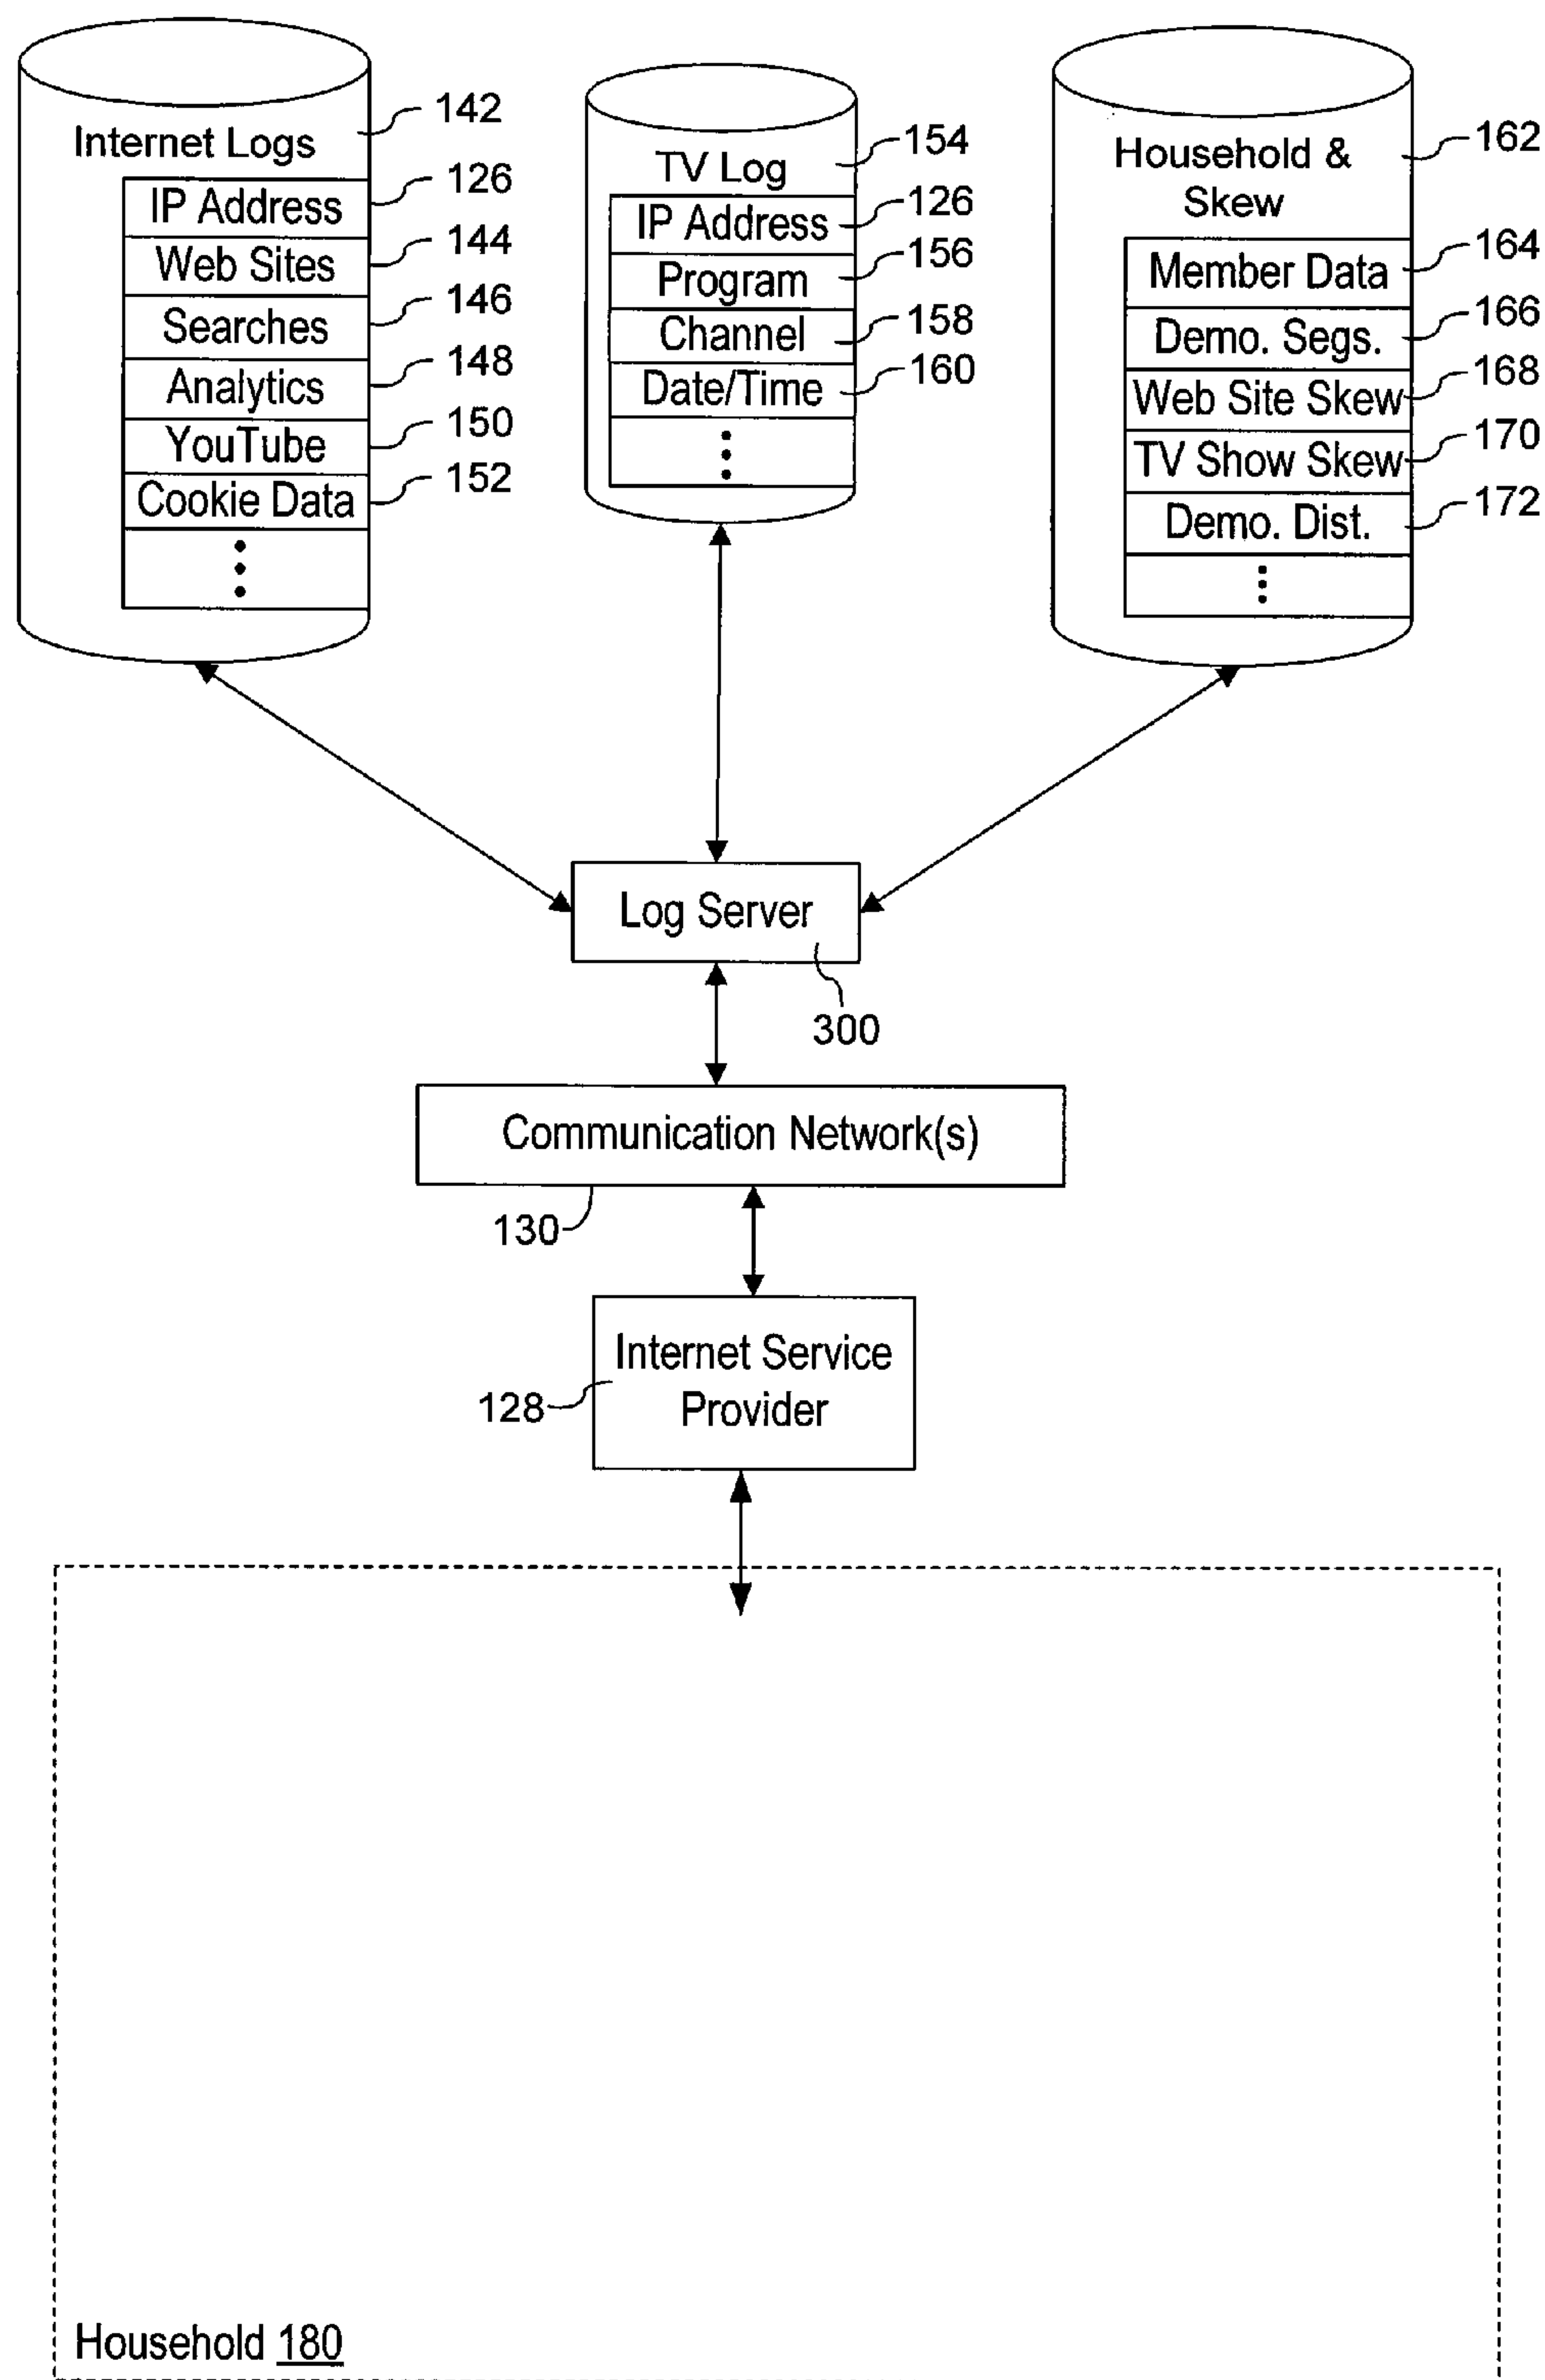 Internet Logs
142
IP Address
126
Web Sites
144
Searches
146
Analytics
148
YouTube
150
Cookie Data
152
TV Log
154
IP Address
126
Program
156
Channel
158
Date/Time
160
Household &
Skew
162
Member Data
164
Demo. Segs.
166
Web Site Skew
168
TV Show Skew
170
Demo. Dist.
172
Log Server
300
Communication Network(s)
130
Internet Service
Provider
128
Household 180